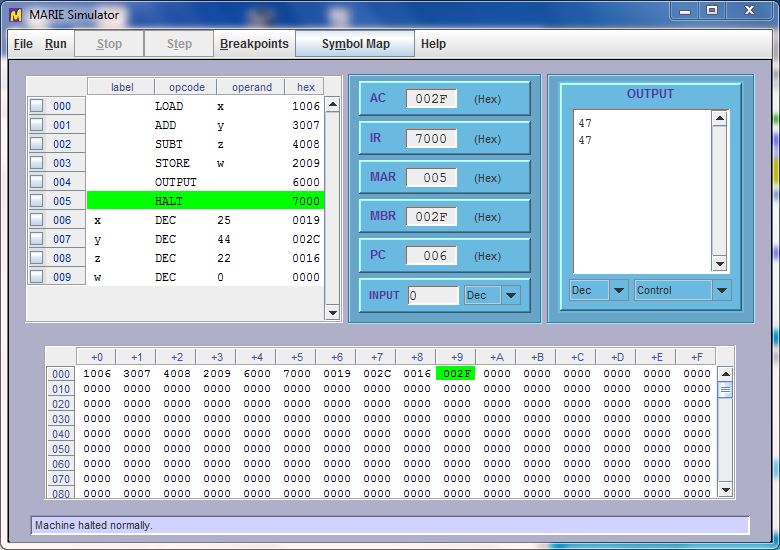 MARIE Simulator
File Run Stop Step Breakpoints Symbol Map Help
label opcode operand hex
000 LOAD x 1006
001 ADD y 3007
002 SUBT z 4008
003 STORE w 2009
004 OUTPUT 6000
005 HALT 7000
006 x DEC 25 0019
007 y DEC 44 002C
008 z DEC 22 0016
009 w DEC 0 0000
AC 002F (Hex)
IR 7000 (Hex)
MAR 005 (Hex)
MBR 002F (Hex)
PC 006 (Hex)
INPUT 0 Dec
OUTPUT
47
47
Dec Control
+0 +1 +2 +3 +4 +5 +6 +7 +8 +9 +A +B +C +D +E +F
000 1006 3007 4008 2009 6000 7000 0019 002C 0016 002F 0000 0000 0000 0000 0000 0000
010 0000 0000 0000 0000 0000 0000 0000 0000 0000 0000 0000 0000 0000 0000 0000 0000
020 0000 0000 0000 0000 0000 0000 0000 0000 0000 0000 0000 0000 0000 0000 0000 0000
030 0000 0000 0000 0000 0000 0000 0000 0000 0000 0000 0000 0000 0000 0000 0000 0000
040 0000 0000 0000 0000 0000 0000 0000 0000 0000 0000 0000 0000 0000 0000 0000 0000
050 0000 0000 0000 0000 0000 0000 0000 0000 0000 0000 0000 0000 0000 0000 0000 0000
060 0000 0000 0000 0000 0000 0000 0000 0000 0000 0000 0000 0000 0000 0000 0000 0000
070 0000 0000 0000 0000 0000 0000 0000 0000 0000 0000 0000 0000 0000 0000 0000 0000
080 0000 0000 0000 0000 0000 0000 0000 0000 0000 0000 0000 0000 0000 0000 0000 0000
Machine halted normally.